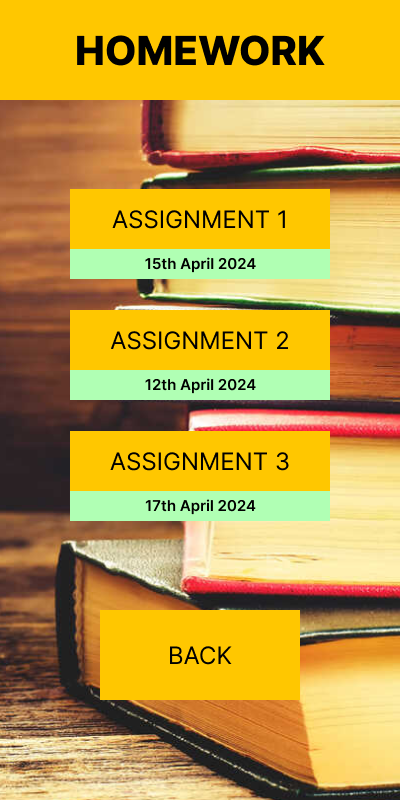 HOMEWORK
ASSIGNMENT 1
15th April 2024
ASSIGNMENT 2
12th April 2024
ASSIGNMENT 3
17th April 2024
BACK